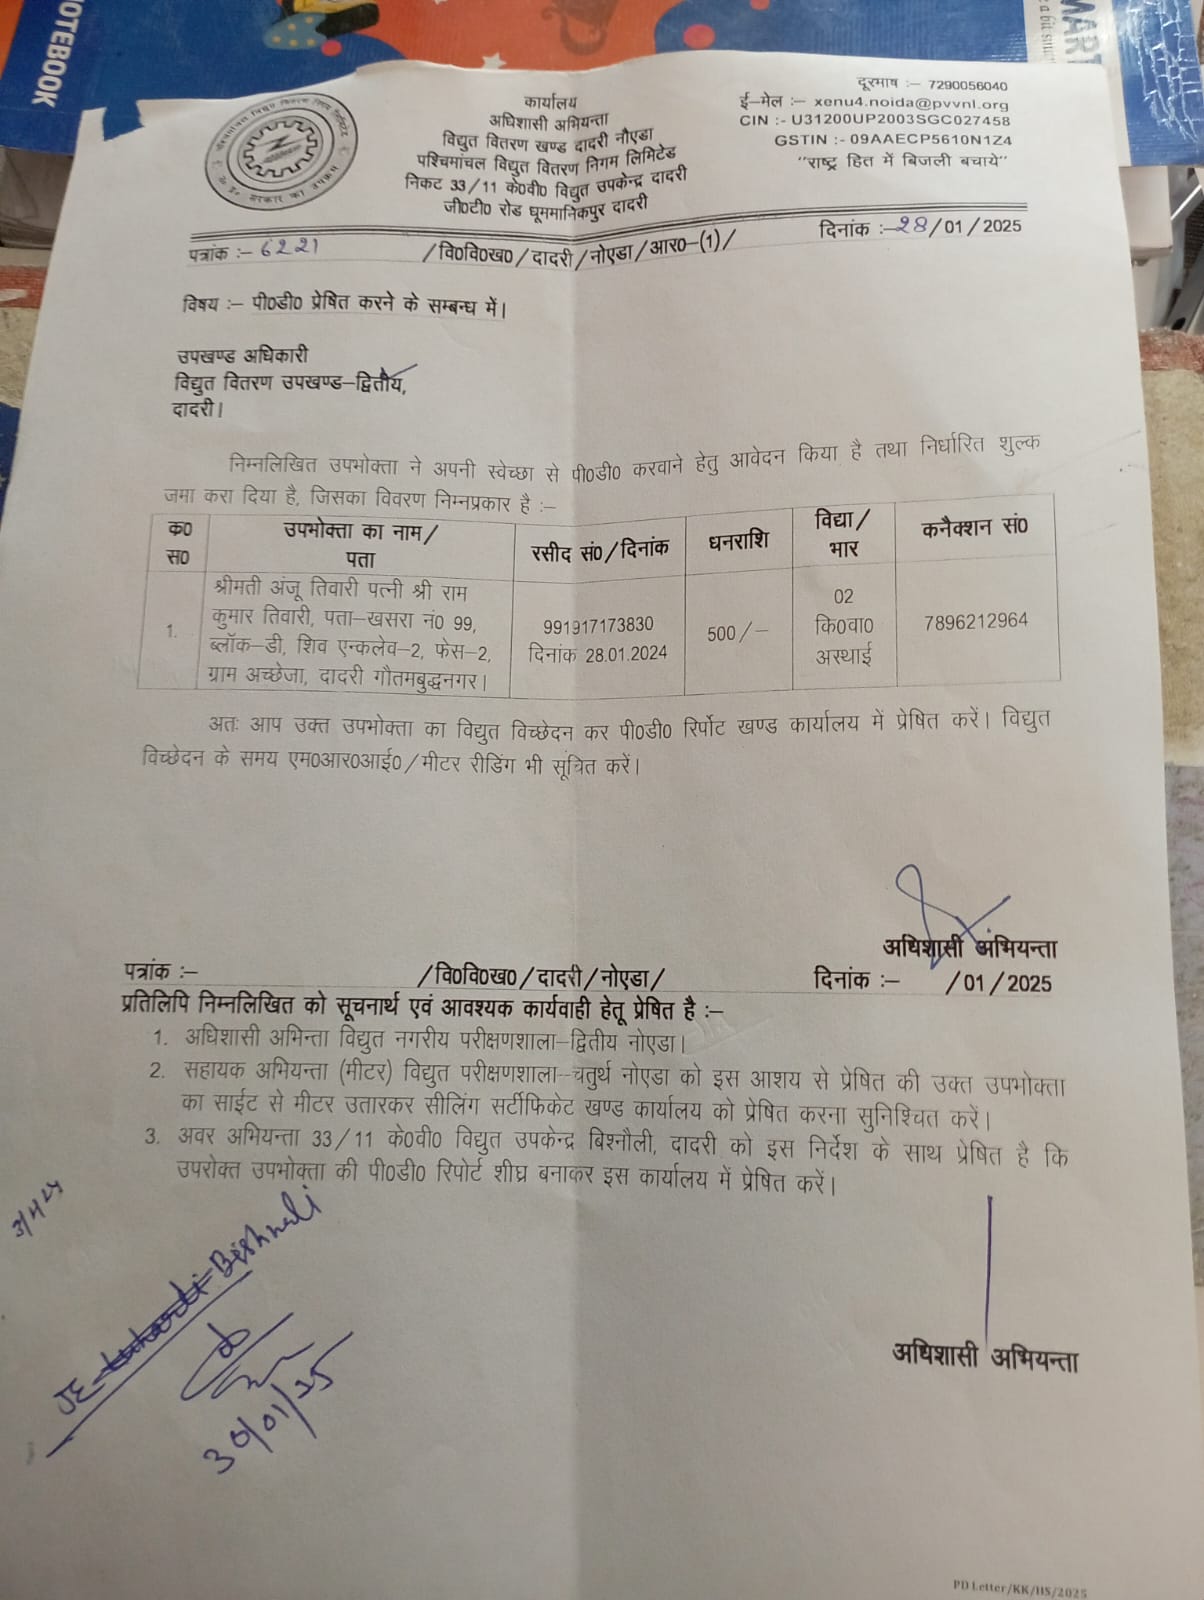 NOTEBOOK
कार्यालय
अधिशासी अभियन्ता
विद्युत वितरण खण्ड दादरी नौएडा
पश्चिमांचल विद्युत वितरण निगम लिमिटेड
निकट 33/11 के0वी0 विद्युत उपकेन्द्र दादरी
जी0टी0 रोड घूममानिकपुर दादरी
दूरभाष :– 7290056040
ई–मेल :– xenu4.noida@pvvnl.org
CIN :- U31200UP2003SGC027458
GSTIN :- 09AAECP5610N1Z4
"राष्ट्र हित में बिजली बचाये"
पत्रांक :– 6221 /वि0वि0ख0/दादरी/नोएडा/आर0–(1)/ दिनांक :–28/01/2025
विषय :– पी0डी0 प्रेषित करने के सम्बन्ध में।
उपखण्ड अधिकारी
विद्युत वितरण उपखण्ड–द्वितीय,
दादरी।
निम्नलिखित उपभोक्ता ने अपनी स्वेच्छा से पी0डी0 करवाने हेतु आवेदन किया है तथा निर्धारित शुल्क
जमा करा दिया है, जिसका विवरण निम्नप्रकार है :–
क0 स0 | उपभोक्ता का नाम/ पता | रसीद सं0/दिनांक | धनराशि | विद्या/ भार | कनैक्शन सं0
1. | श्रीमती अंजू तिवारी पत्नी श्री राम
कुमार तिवारी, पता–खसरा नं0 99,
ब्लॉक–डी, शिव एन्कलेव–2, फेस–2,
ग्राम अच्छेजा, दादरी गौतमबुद्धनगर। | 991917173830
दिनांक 28.01.2024 | 500/– | 02
कि0वा0
अस्थाई | 7896212964
अतः आप उक्त उपभोक्ता का विद्युत विच्छेदन कर पी0डी0 रिर्पोट खण्ड कार्यालय में प्रेषित करें। विद्युत
विच्छेदन के समय एम0आर0आई0/मीटर रीडिंग भी सूंचित करें।
अधिशासी अभियन्ता
पत्रांक :– /वि0वि0ख0/दादरी/नोएडा/ दिनांक :– /01/2025
प्रतिलिपि निम्नलिखित को सूचनार्थ एवं आवश्यक कार्यवाही हेतू प्रेषित है :–
1. अधिशासी अभिन्ता विद्युत नगरीय परीक्षणशाला–द्वितीय नोएडा।
2. सहायक अभियन्ता (मीटर) विद्युत परीक्षणशाला–चतुर्थ नोएडा को इस आशय से प्रेषित की उक्त उपभोक्ता
का साईट से मीटर उतारकर सीलिंग सर्टीफिकेट खण्ड कार्यालय को प्रेषित करना सुनिश्चित करें।
3. अवर अभियन्ता 33/11 के0वी0 विद्युत उपकेन्द्र बिश्नौली, दादरी को इस निर्देश के साथ प्रेषित है कि
उपरोक्त उपभोक्ता की पी0डी0 रिपोर्ट शीघ्र बनाकर इस कार्यालय में प्रेषित करें।
JE- Bishnoli
30/01/25
अधिशासी अभियन्ता
PD Letter/KK/HS/2025